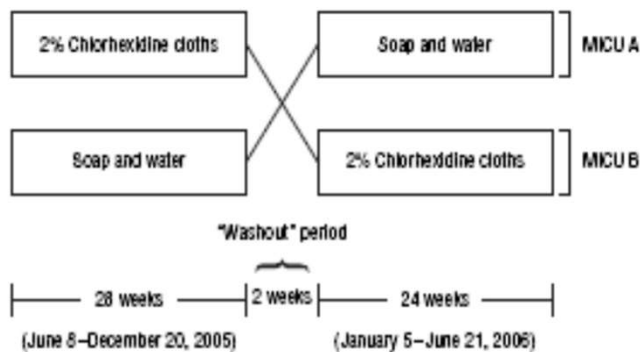 2% Chlorhexidine cloths
Soap and water
MICU A
Soap and water
2% Chlorhexidine cloths
MICU B
"Washout" period
28 weeks
2 weeks
24 weeks
(June 8–December 20, 2005)
(January 5–June 21, 2006)